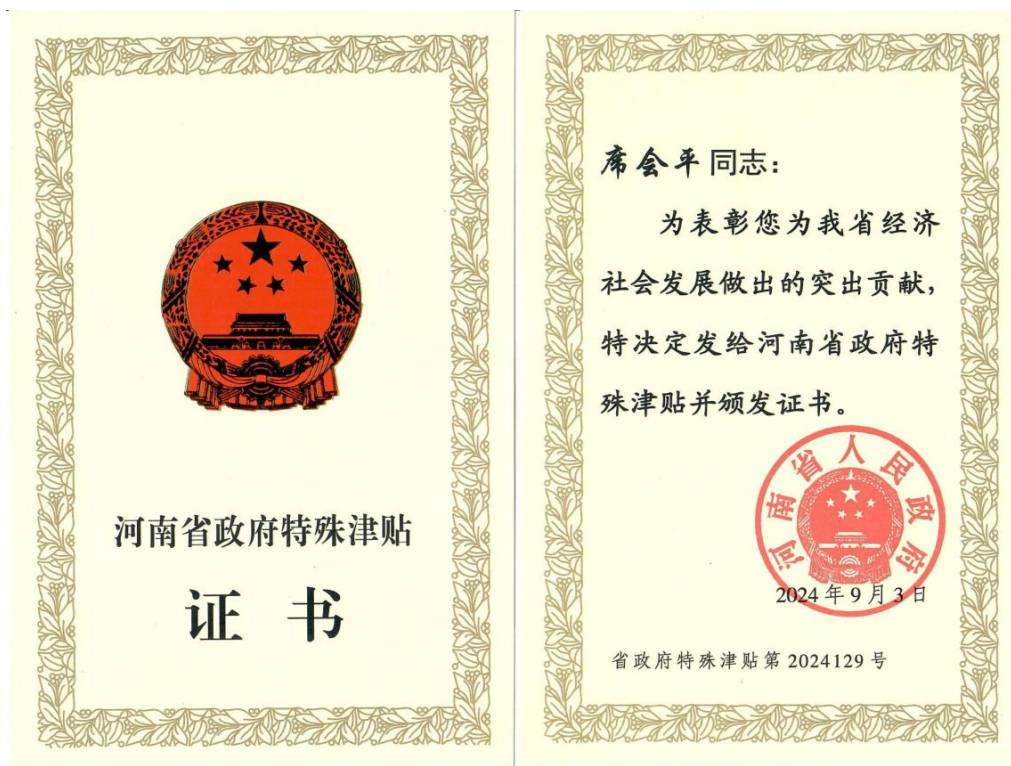 河南省政府特殊津贴
证书
席会平同志：
为表彰您为我省经济
社会发展做出的突出贡献，
特决定发给河南省政府特
殊津贴并颁发证书。
河南省人民政府
2024年9月3日
省政府特殊津贴第2024129号